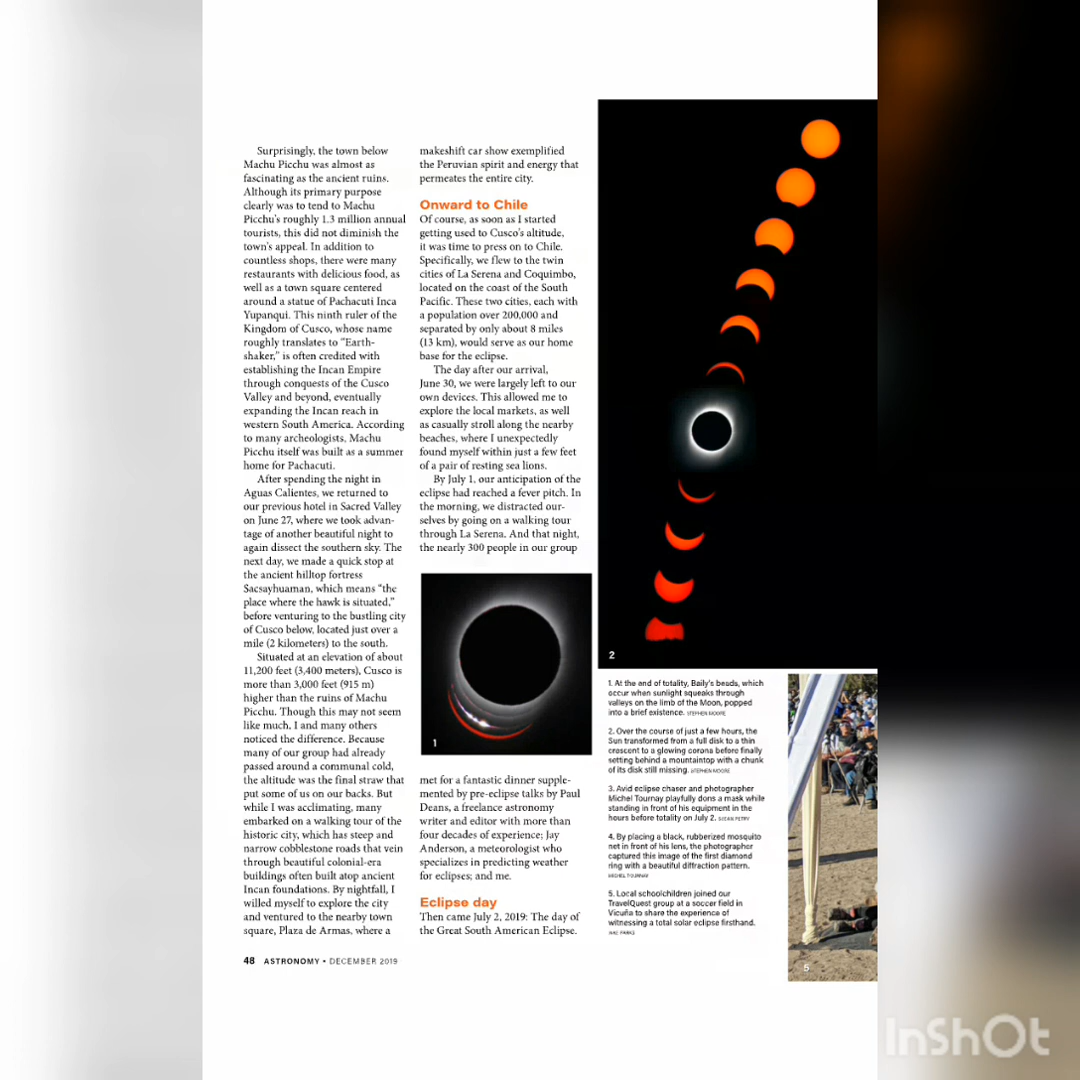 Surprisingly, the town below
Machu Picchu was almost as
fascinating as the ancient ruins.
Although its primary purpose
clearly was to tend to Machu
Picchu's roughly 1.3 million annual
tourists, this did not diminish the
town's appeal. In addition to
countless shops, there were many
restaurants with delicious food, as
well as a town square centered
around a statue of Pachacuti Inca
Yupanqui. This ninth ruler of the
Kingdom of Cusco, whose name
roughly translates to "Earth-
shaker," is often credited with
establishing the Incan Empire
through conquests of the Cusco
Valley and beyond, eventually
expanding the Incan reach in
western South America. According
to many archeologists, Machu
Picchu itself was built as a summer
home for Pachacuti.
After spending the night in
Aguas Calientes, we returned to
our previous hotel in Sacred Valley
on June 27, where we took advan-
tage of another beautiful night to
again dissect the southern sky. The
next day, we made a quick stop at
the ancient hilltop fortress
Sacsayhuaman, which means "the
place where the hawk is situated,"
before venturing to the bustling city
of Cusco below, located just over a
mile (2 kilometers) to the south.
Situated at an elevation of about
11,200 feet (3,400 meters), Cusco is
more than 3,000 feet (915 m)
higher than the ruins of Machu
Picchu. Though this may not seem
like much, I and many others
noticed the difference. Because
many of our group had already
passed around a communal cold,
the altitude was the final straw that
put some of us on our backs. But
while I was acclimating, many
embarked on a walking tour of the
historic city, which has steep and
narrow cobblestone roads that vein
through beautiful colonial-era
buildings often built atop ancient
Incan foundations. By nightfall, I
willed myself to explore the city
and ventured to the nearby town
square, Plaza de Armas, where a
makeshift car show exemplified
the Peruvian spirit and energy that
permeates the entire city.
Onward to Chile
Of course, as soon as I started
getting used to Cusco's altitude,
it was time to press on to Chile.
Specifically, we flew to the twin
cities of La Serena and Coquimbo,
located on the coast of the South
Pacific. These two cities, each with
a population over 200,000 and
separated by only about 8 miles
(13 km), would serve as our home
base for the eclipse.
The day after our arrival,
June 30, we were largely left to our
own devices. This allowed me to
explore the local markets, as well
as casually stroll along the nearby
beaches, where I unexpectedly
found myself within just a few feet
of a pair of resting sea lions.
By July 1, our anticipation of the
eclipse had reached a fever pitch. In
the morning, we distracted our-
selves by going on a walking tour
through La Serena. And that night,
the nearly 300 people in our group
1
met for a fantastic dinner supple-
mented by pre-eclipse talks by Paul
Deans, a freelance astronomy
writer and editor with more than
four decades of experience; Jay
Anderson, a meteorologist who
specializes in predicting weather
for eclipses; and me.
Eclipse day
Then came July 2, 2019: The day of
the Great South American Eclipse.
2
1. At the end of totality, Baily's beads, which
occur when sunlight squeaks through
valleys on the limb of the Moon, popped
into a brief existence. STEPHEN MOORE
2. Over the course of just a few hours, the
Sun transformed from a full disk to a thin
crescent to a glowing corona before finally
setting behind a mountaintop with a chunk
of its disk still missing. STEPHEN MOORE
3. Avid eclipse chaser and photographer
Michel Tournay playfully dons a mask while
standing in front of his equipment in the
hours before totality on July 2. SUSAN PETRY
4. By placing a black, rubberized mosquito
net in front of his lens, the photographer
captured this image of the first diamond
ring with a beautiful diffraction pattern.
MICHEL TOURNAY
5. Local schoolchildren joined our
TravelQuest group at a soccer field in
Vicuña to share the experience of
witnessing a total solar eclipse firsthand.
PARKS
5
48 ASTRONOMY • DECEMBER 2019
InShOt